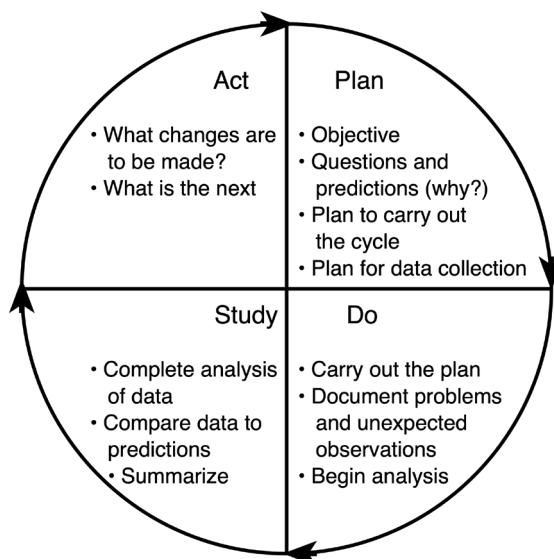 Act
• What changes are
to be made?
• What is the next
Plan
• Objective
• Questions and
predictions (why?)
• Plan to carry out
the cycle
• Plan for data collection
Study
• Complete analysis
of data
• Compare data to
predictions
• Summarize
Do
• Carry out the plan
• Document problems
and unexpected
observations
• Begin analysis